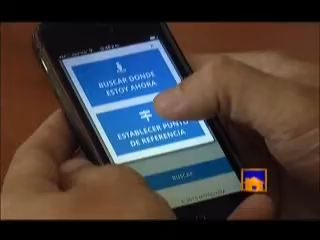 BUSCAR DONDE
ESTOY AHORA
ESTABLECER PUNTO
DE REFERENCIA
BUSCAR